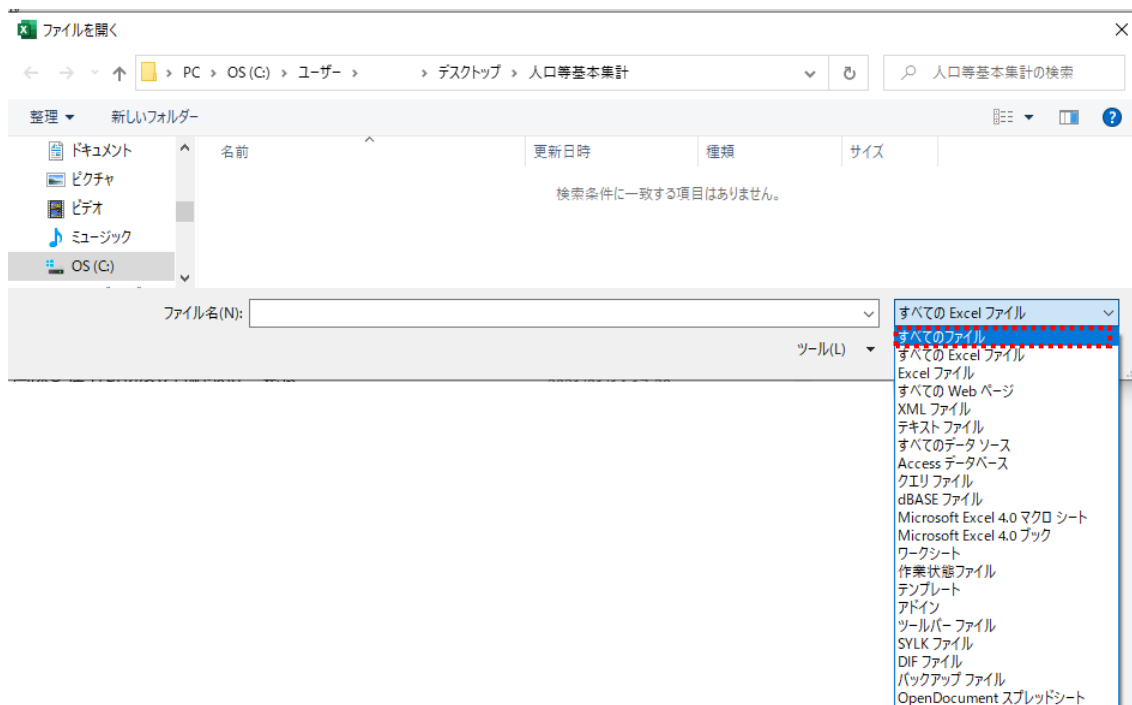 ファイルを開く
PC › OS (C:) › ユーザー › › デスクトップ › 人口等基本集計
人口等基本集計の検索
整理 新しいフォルダー
ドキュメント
ピクチャ
ビデオ
ミュージック
OS (C:)
名前 更新日時 種類 サイズ
検索条件に一致する項目はありません。
ファイル名(N):
すべての Excel ファイル
ツール(L)
すべてのファイル
すべての Excel ファイル
Excel ファイル
すべての Web ページ
XML ファイル
テキスト ファイル
すべてのデータ ソース
Access データベース
クエリ ファイル
dBASE ファイル
Microsoft Excel 4.0 マクロ シート
Microsoft Excel 4.0 ブック
ワークシート
作業状態ファイル
テンプレート
アドイン
ツールバー ファイル
SYLK ファイル
DIF ファイル
バックアップ ファイル
OpenDocument スプレッドシート